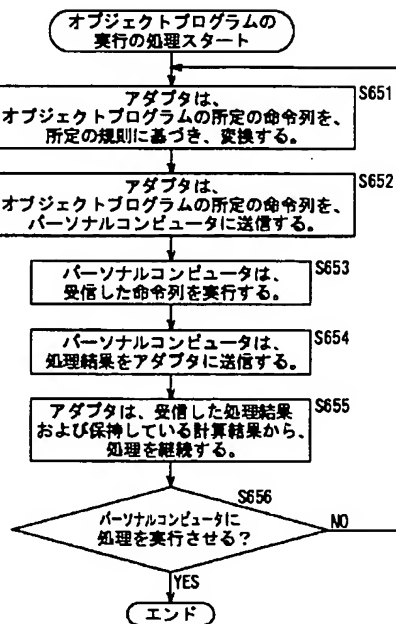 オブジェクトプログラムの
実行の処理スタート
S651
アダプタは、
オブジェクトプログラムの所定の命令列を、
所定の規則に基づき、変換する。
S652
アダプタは、
オブジェクトプログラムの所定の命令列を、
パーソナルコンピュータに送信する。
S653
パーソナルコンピュータは、
受信した命令列を実行する。
S654
パーソナルコンピュータは、
処理結果をアダプタに送信する。
S655
アダプタは、受信した処理結果
および保持している計算結果から、
処理を継続する。
S656
パーソナルコンピュータに
処理を実行させる?
NO
YES
エンド